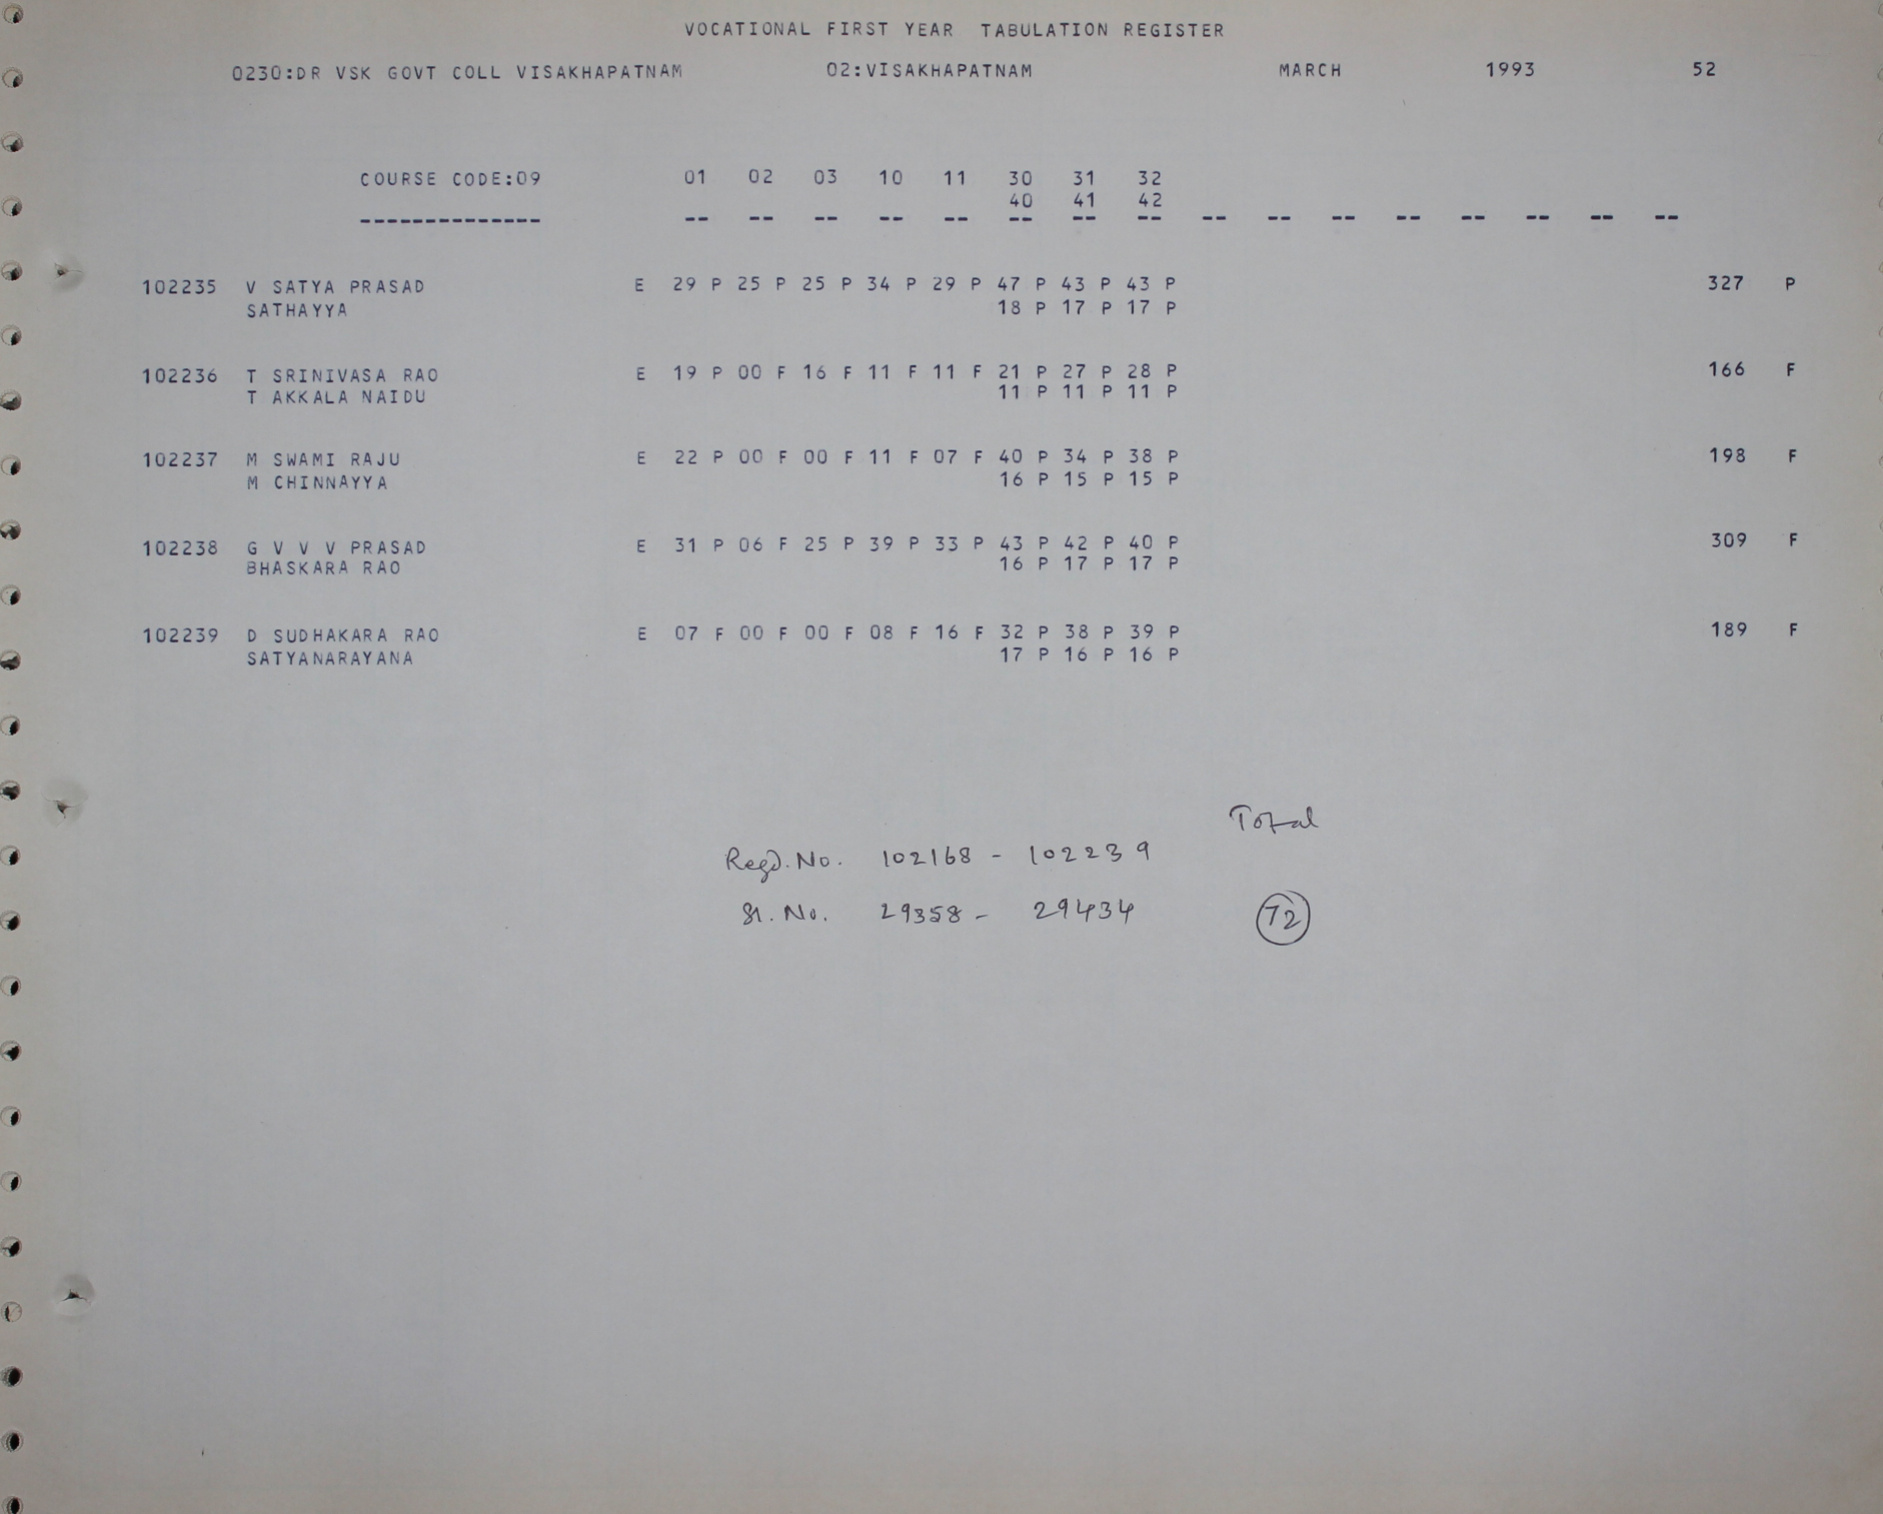 VOCATIONAL FIRST YEAR TABULATION REGISTER
0230:DR VSK GOVT COLL VISAKHAPATNAM 02:VISAKHAPATNAM MARCH 1993 52
COURSE CODE:09 01 02 03 10 11 30 31 32
40 41 42
-------------- -- -- -- -- -- -- -- -- -- -- -- -- -- -- -- --
102235 V SATYA PRASAD E 29 P 25 P 25 P 34 P 29 P 47 P 43 P 43 P 327 P
SATHAYYA 18 P 17 P 17 P
102236 T SRINIVASA RAO E 19 P 00 F 16 F 11 F 11 F 21 P 27 P 28 P 166 F
T AKKALA NAIDU 11 P 11 P 11 P
102237 M SWAMI RAJU E 22 P 00 F 00 F 11 F 07 F 40 P 34 P 38 P 198 F
M CHINNAYYA 16 P 15 P 15 P
102238 G V V V PRASAD E 31 P 06 F 25 P 39 P 33 P 43 P 42 P 40 P 309 F
BHASKARA RAO 16 P 17 P 17 P
102239 D SUDHAKARA RAO E 07 F 00 F 00 F 08 F 16 F 32 P 38 P 39 P 189 F
SATYANARAYANA 17 P 16 P 16 P
Total
Regd. No. 102168 - 102239
Sl. No. 29358 - 29434 72